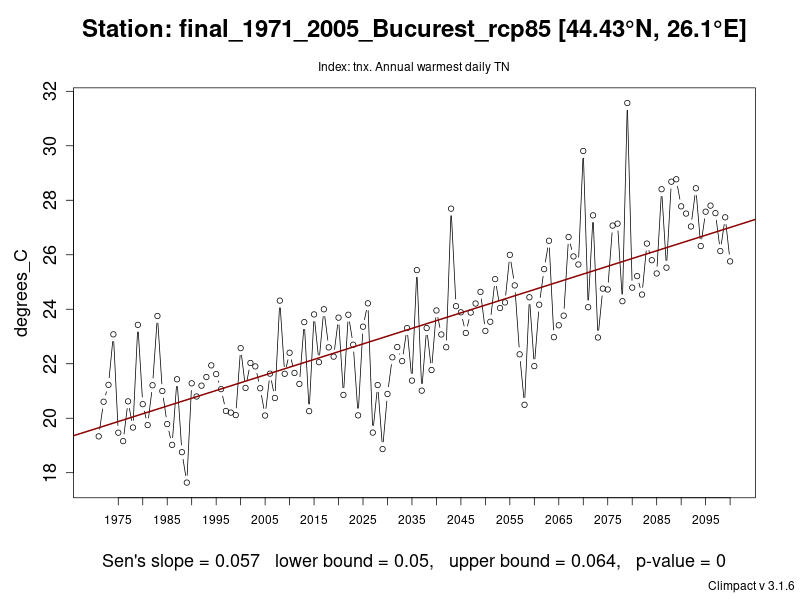 Station: final_1971_2005_Bucurest_rcp85 [44.43°N, 26.1°E]
Index: tnx. Annual warmest daily TN
degrees_C
32
30
28
26
24
22
20
18
1975 1985 1995 2005 2015 2025 2035 2045 2055 2065 2075 2085 2095
Sen's slope = 0.057 lower bound = 0.05, upper bound = 0.064, p-value = 0
Climpact v 3.1.6